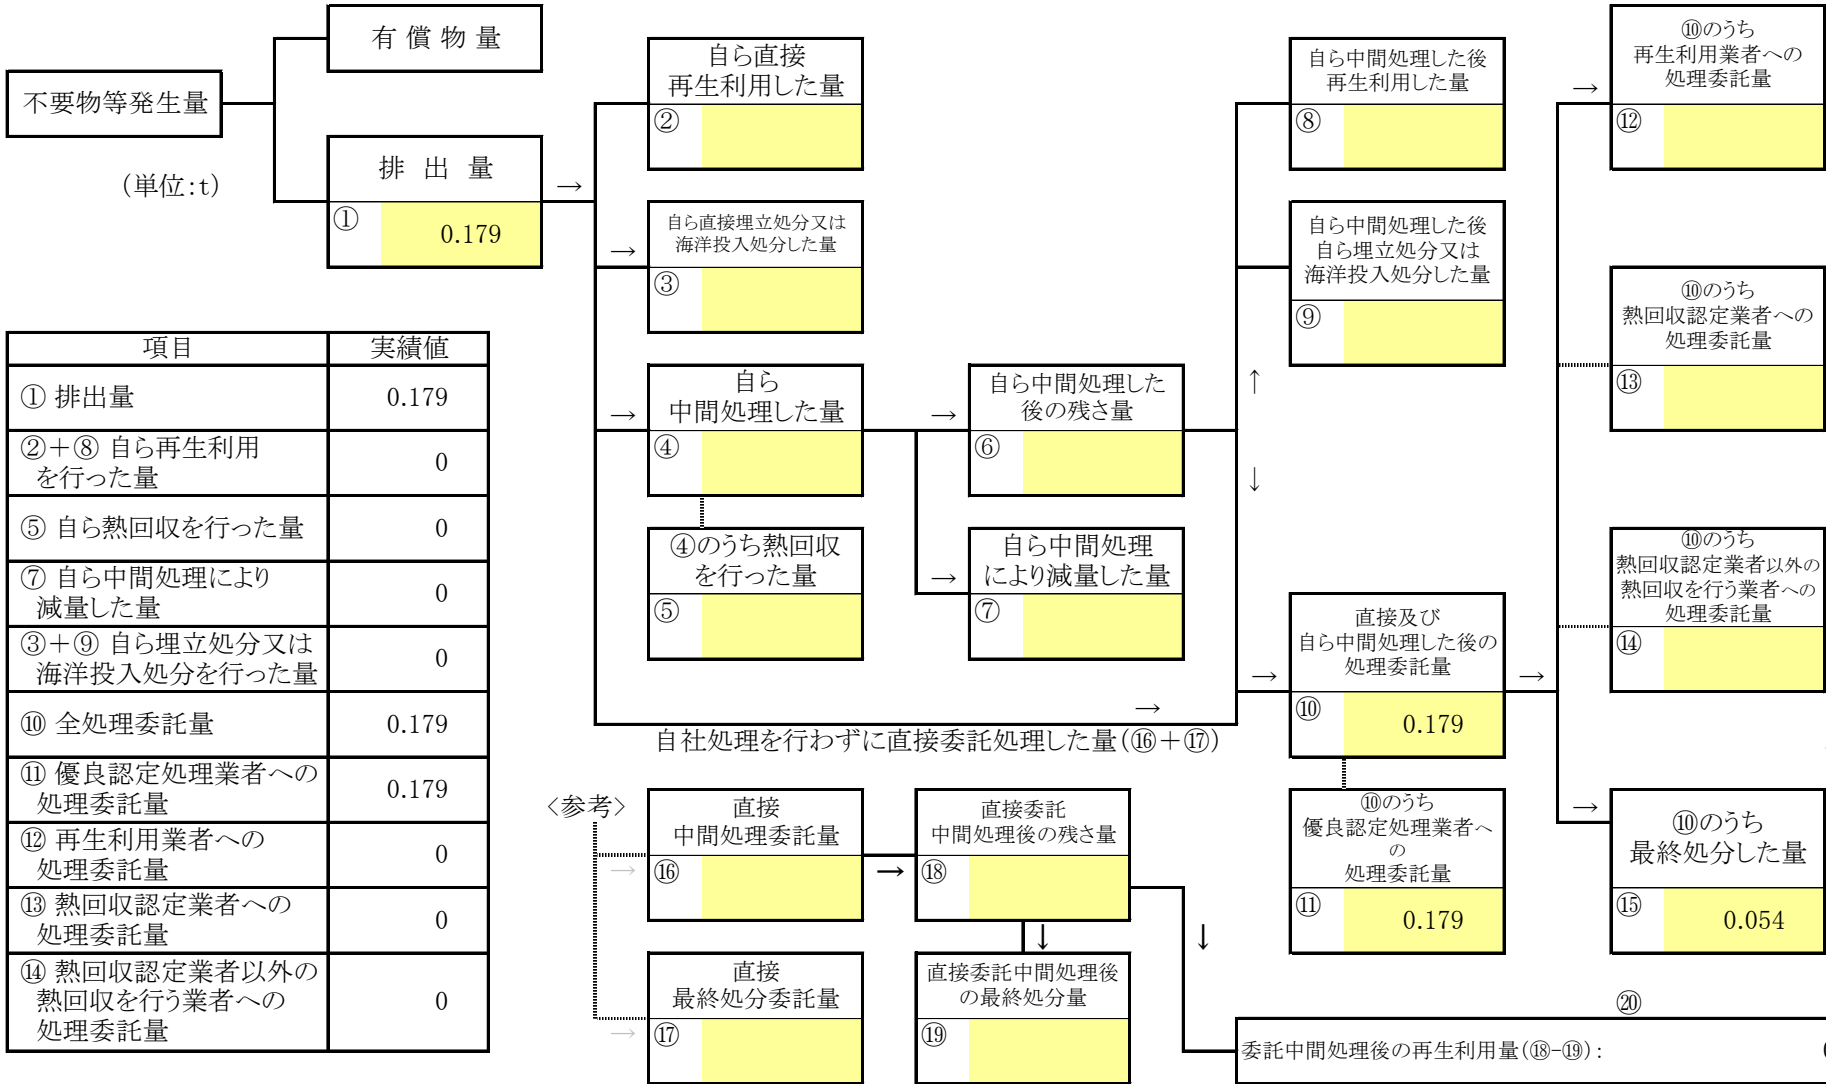 有 償 物 量
不要物等発生量
(単位:t)
排 出 量
①
0.179
→
自ら直接
再生利用した量
②
→
自ら直接埋立処分又は
海洋投入処分した量
③
→
自ら
中間処理した量
④
④のうち熱回収
を行った量
⑤
→
自ら中間処理した
後の残さ量
⑥
→
自ら中間処理
により減量した量
⑦
↑
↓
自ら中間処理した後
再生利用した量
⑧
自ら中間処理した後
自ら埋立処分又は
海洋投入処分した量
⑨
→
自社処理を行わずに直接委託処理した量(⑯+⑰)
→
直接及び
自ら中間処理した後の
処理委託量
⑩
0.179
⑩のうち
優良認定処理業者へ
の
処理委託量
⑪
0.179
→
→
⑩のうち
再生利用業者への
処理委託量
⑫
⑩のうち
熱回収認定業者への
処理委託量
⑬
⑩のうち
熱回収認定業者以外の
熱回収を行う業者への
処理委託量
⑭
→
⑩のうち
最終処分した量
⑮
0.054
項目 実績値
① 排出量 0.179
②+⑧ 自ら再生利用
を行った量 0
⑤ 自ら熱回収を行った量 0
⑦ 自ら中間処理により
減量した量 0
③+⑨ 自ら埋立処分又は
海洋投入処分を行った量 0
⑩ 全処理委託量 0.179
⑪ 優良認定処理業者への
処理委託量 0.179
⑫ 再生利用業者への
処理委託量 0
⑬ 熱回収認定業者への
処理委託量 0
⑭ 熱回収認定業者以外の
熱回収を行う業者への
処理委託量 0
〈参考〉
→
直接
中間処理委託量
⑯
→
直接委託
中間処理後の残さ量
⑱
↓
↓
→
直接
最終処分委託量
⑰
直接委託中間処理後
の最終処分量
⑲
⑳
委託中間処理後の再生利用量(⑱-⑲):